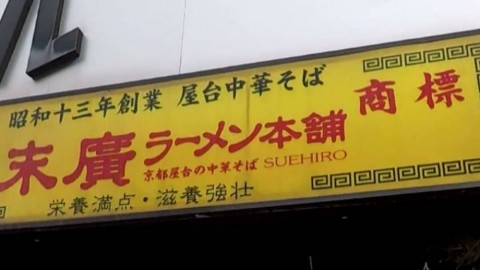 昭和十三年創業 屋台中華そば
商標
末廣ラーメン本舗
京都屋台の中華そば SUEHIRO
栄養満点・滋養強壮